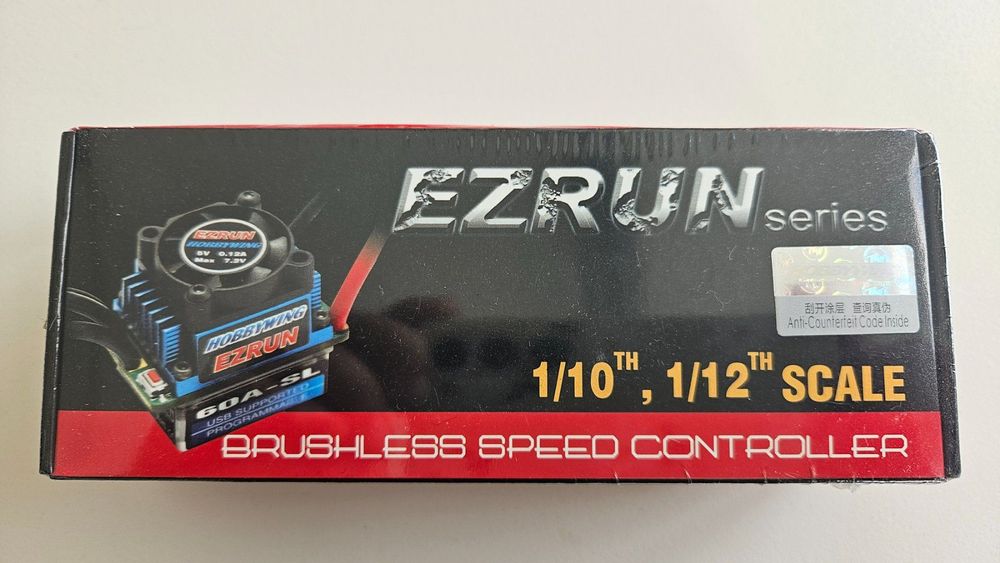 EZRUN series
EZRUN
HOBBYWING
5V 0.12A
Max 7.2V
HOBBYWING
EZRUN
60A-SL
USB SUPPORTED
PROGRAMMABLE
HOBBYWING
刮开涂层 查询真伪
Anti-Counterfeit Code Inside
1/10TH, 1/12TH SCALE
BRUSHLESS SPEED CONTROLLER